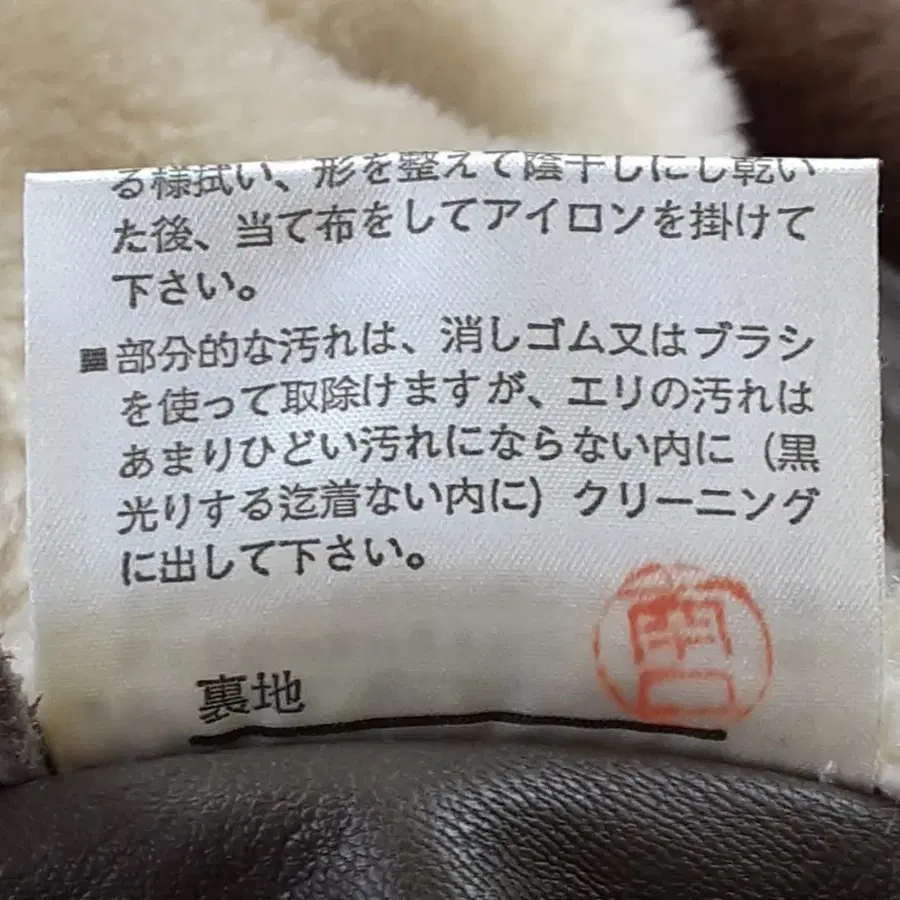 る様拭い、形を整えて陰干しにし乾い
た後、当て布をしてアイロンを掛けて
下さい。
■部分的な汚れは、消しゴム又はブラシ
を使って取除けますが、エリの汚れは
あまりひどい汚れにならない内に（黒
光りする迄着ない内に）クリーニング
に出して下さい。
裏地